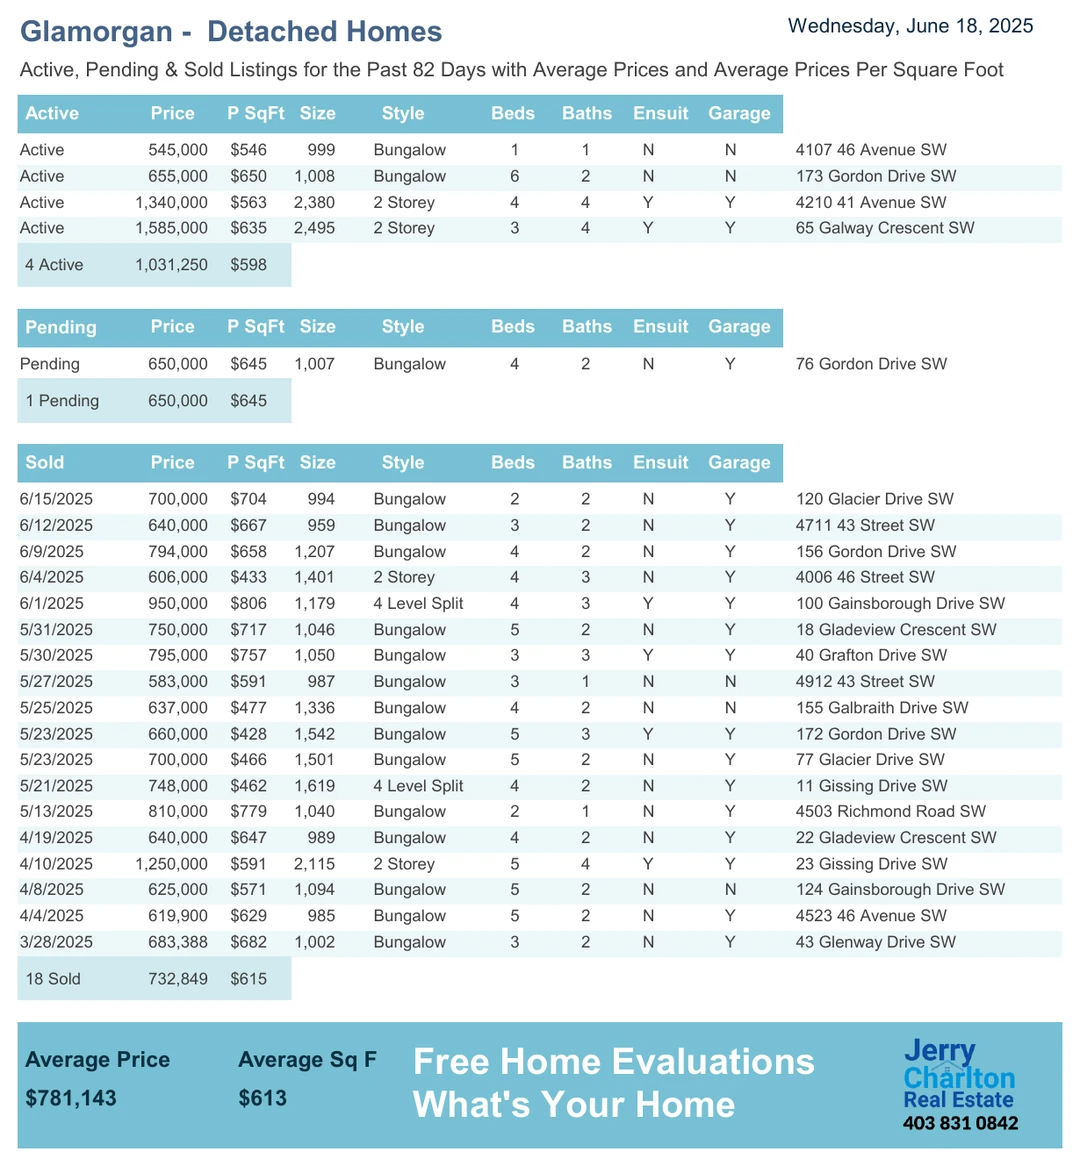 Glamorgan - Detached Homes
Wednesday, June 18, 2025
Active, Pending & Sold Listings for the Past 82 Days with Average Prices and Average Prices Per Square Foot
Active Price P SqFt Size Style Beds Baths Ensuit Garage
Active 545,000 $546 999 Bungalow 1 1 N N 4107 46 Avenue SW
Active 655,000 $650 1,008 Bungalow 6 2 N N 173 Gordon Drive SW
Active 1,340,000 $563 2,380 2 Storey 4 4 Y Y 4210 41 Avenue SW
Active 1,585,000 $635 2,495 2 Storey 3 4 Y Y 65 Galway Crescent SW
4 Active 1,031,250 $598
Pending Price P SqFt Size Style Beds Baths Ensuit Garage
Pending 650,000 $645 1,007 Bungalow 4 2 N Y 76 Gordon Drive SW
1 Pending 650,000 $645
Sold Price P SqFt Size Style Beds Baths Ensuit Garage
6/15/2025 700,000 $704 994 Bungalow 2 2 N Y 120 Glacier Drive SW
6/12/2025 640,000 $667 959 Bungalow 3 2 N Y 4711 43 Street SW
6/9/2025 794,000 $658 1,207 Bungalow 4 2 N Y 156 Gordon Drive SW
6/4/2025 606,000 $433 1,401 2 Storey 4 3 N Y 4006 46 Street SW
6/1/2025 950,000 $806 1,179 4 Level Split 4 3 Y Y 100 Gainsborough Drive SW
5/31/2025 750,000 $717 1,046 Bungalow 5 2 N Y 18 Gladeview Crescent SW
5/30/2025 795,000 $757 1,050 Bungalow 3 3 Y Y 40 Grafton Drive SW
5/27/2025 583,000 $591 987 Bungalow 3 1 N N 4912 43 Street SW
5/25/2025 637,000 $477 1,336 Bungalow 4 2 N N 155 Galbraith Drive SW
5/23/2025 660,000 $428 1,542 Bungalow 5 3 Y Y 172 Gordon Drive SW
5/23/2025 700,000 $466 1,501 Bungalow 5 2 N Y 77 Glacier Drive SW
5/21/2025 748,000 $462 1,619 4 Level Split 4 2 N Y 11 Gissing Drive SW
5/13/2025 810,000 $779 1,040 Bungalow 2 1 N Y 4503 Richmond Road SW
4/19/2025 640,000 $647 989 Bungalow 4 2 N Y 22 Gladeview Crescent SW
4/10/2025 1,250,000 $591 2,115 2 Storey 5 4 Y Y 23 Gissing Drive SW
4/8/2025 625,000 $571 1,094 Bungalow 5 2 N N 124 Gainsborough Drive SW
4/4/2025 619,900 $629 985 Bungalow 5 2 N Y 4523 46 Avenue SW
3/28/2025 683,388 $682 1,002 Bungalow 3 2 N Y 43 Glenway Drive SW
18 Sold 732,849 $615
Average Price Average Sq F
$781,143 $613
Free Home Evaluations
What's Your Home
Jerry
Charlton
Real Estate
403 831 0842